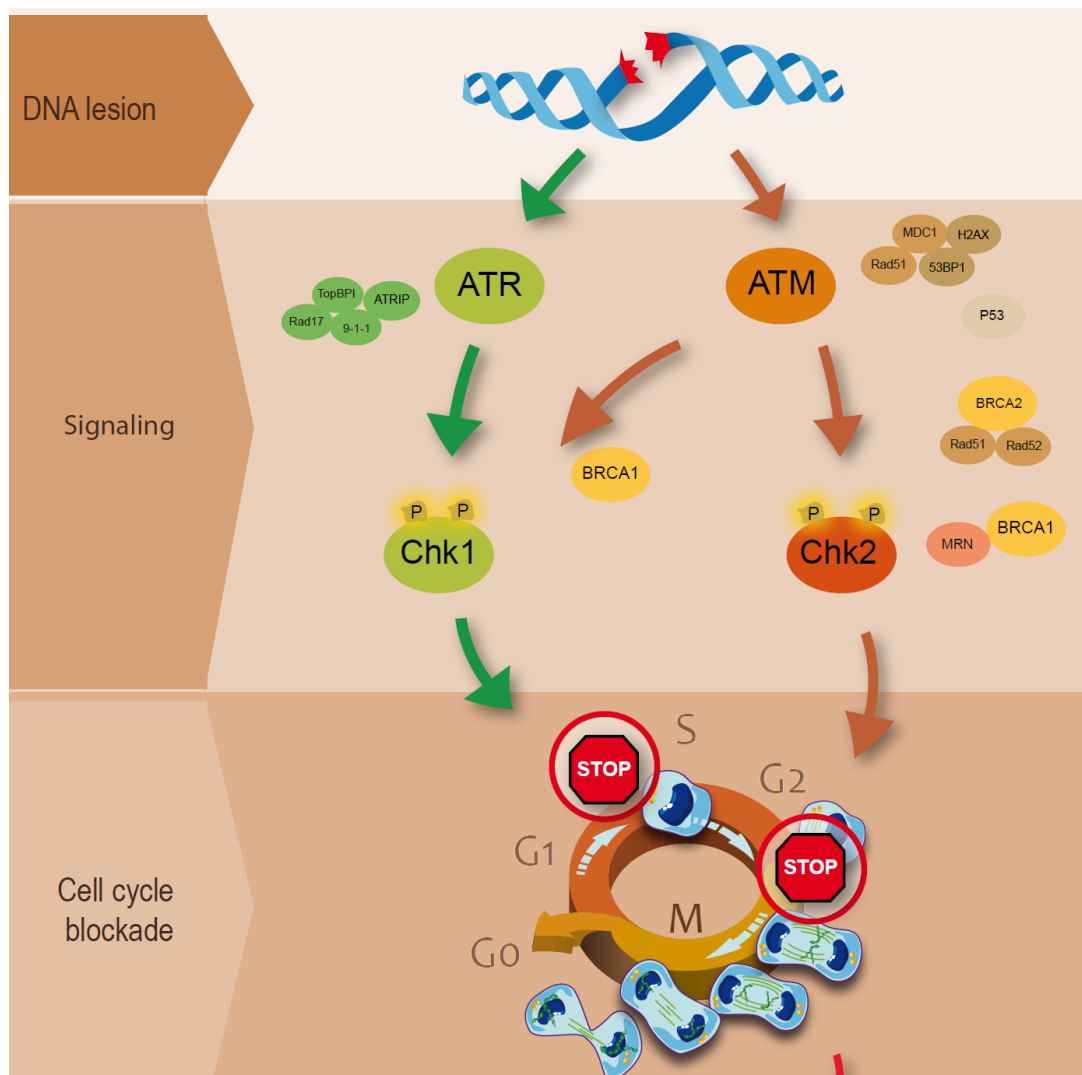 DNA lesion
MDC1
H2AX
Rad51
53BP1
ATR
ATM
TopBPI
ATRIP
Rad17
9-1-1
P53
BRCA2
Rad51
Rad52
Signaling
BRCA1
P
P
Chk1
P
P
Chk2
MRN
BRCA1
S
STOP
G2
G1
STOP
Cell cycle
blockade
M
G0